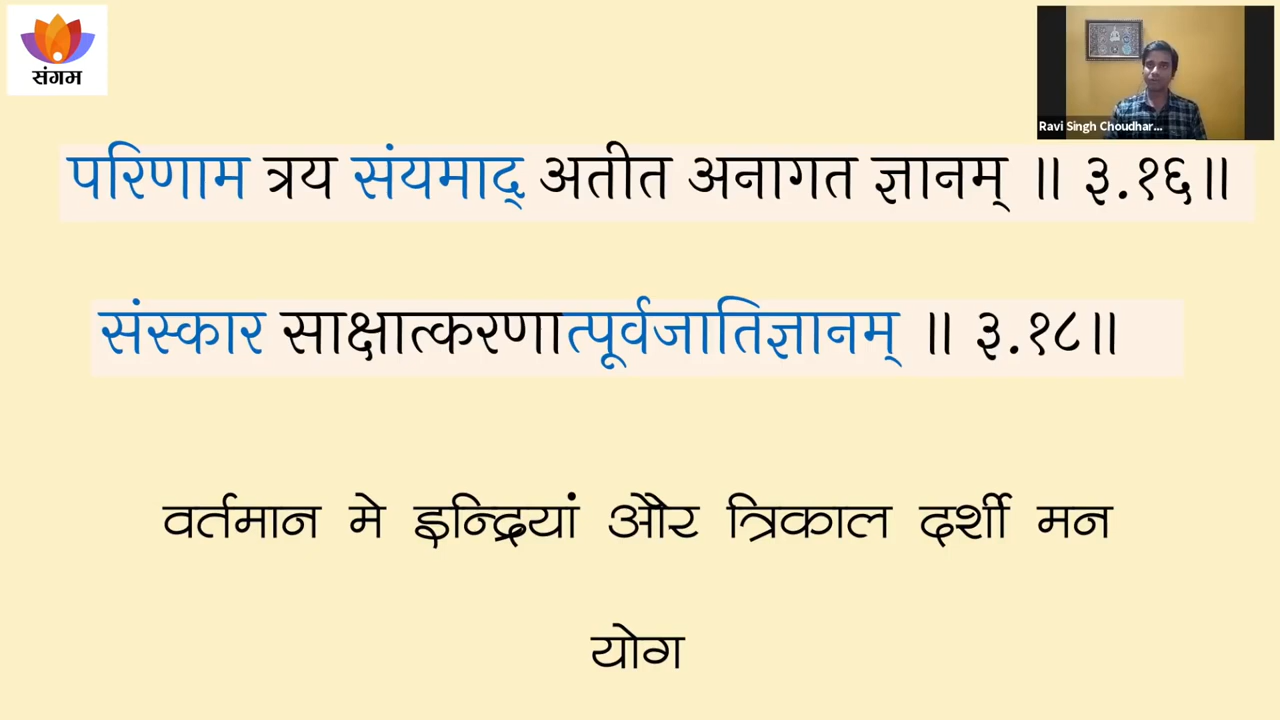 संगम
Ravi Singh Choudhar...
परिणाम त्रय संयमाद् अतीत अनागत ज्ञानम् ॥ ३.१६॥
संस्कार साक्षात्करणात्पूर्वजातिज्ञानम् ॥ ३.१८॥
वर्तमान मे इन्द्रियां और त्रिकाल दर्शी मन
योग